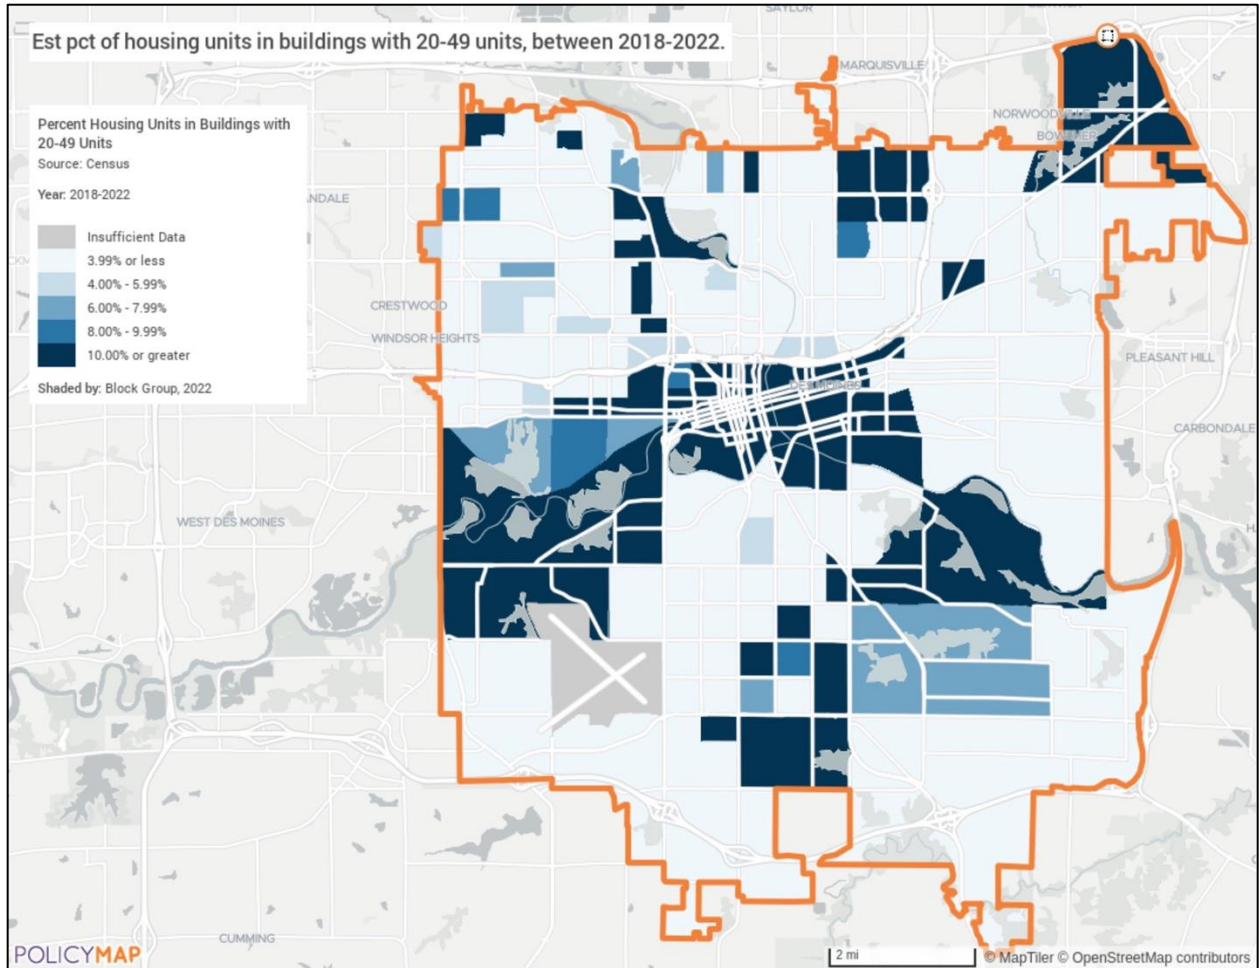 SAYLOR
Est pct of housing units in buildings with 20-49 units, between 2018-2022.
MARQUISVILLE
Percent Housing Units in Buildings with
20-49 Units
Source: Census
Year: 2018-2022
Insufficient Data
3.99% or less
4.00% - 5.99%
6.00% - 7.99%
8.00% - 9.99%
10.00% or greater
Shaded by: Block Group, 2022
NORWOODVILLE
NDALE
CRESTWOOD
WINDSOR HEIGHTS
PLEASANT HILL
DES MOINES
CARBONDALE
WEST DES MOINES
CUMMING
POLICYMAP
2 mi
© MapTiler © OpenStreetMap contributors